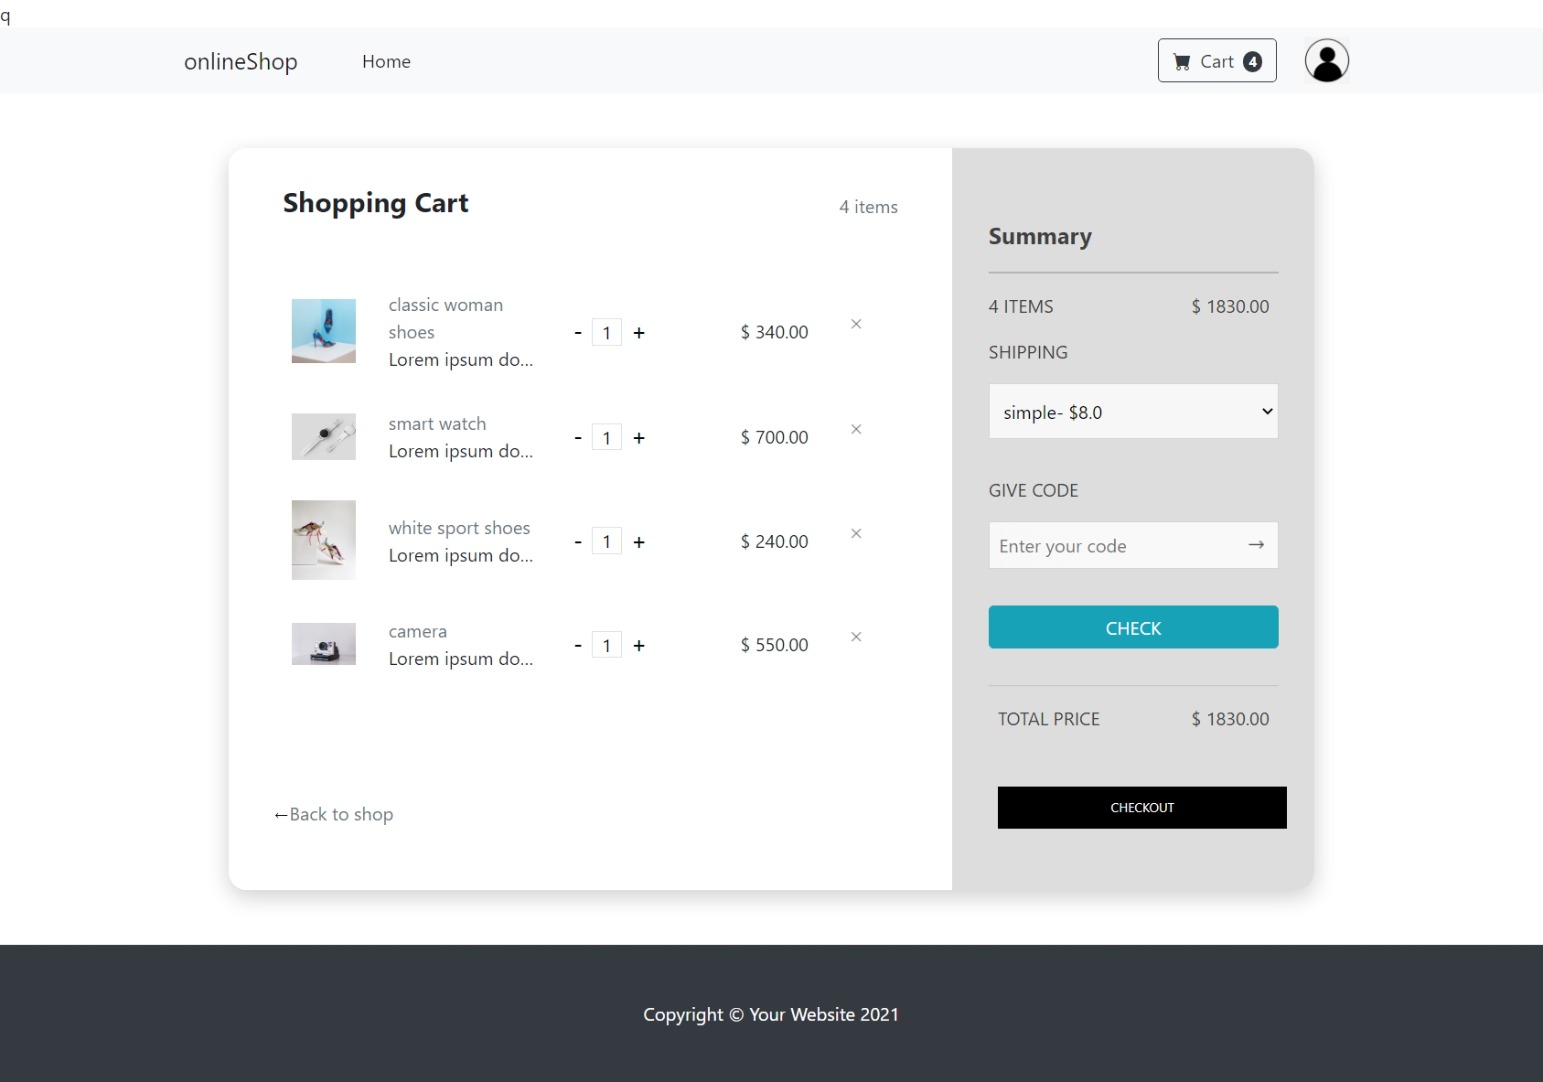 q
onlineShop
Home
Cart 4
Shopping Cart
4 items
classic woman
shoes
Lorem ipsum do...
- 1 +
$ 340.00
×
smart watch
Lorem ipsum do...
- 1 +
$ 700.00
×
white sport shoes
Lorem ipsum do...
- 1 +
$ 240.00
×
camera
Lorem ipsum do...
- 1 +
$ 550.00
×
←Back to shop
Summary
4 ITEMS $ 1830.00
SHIPPING
simple- $8.0
GIVE CODE
Enter your code →
CHECK
TOTAL PRICE $ 1830.00
CHECKOUT
Copyright © Your Website 2021